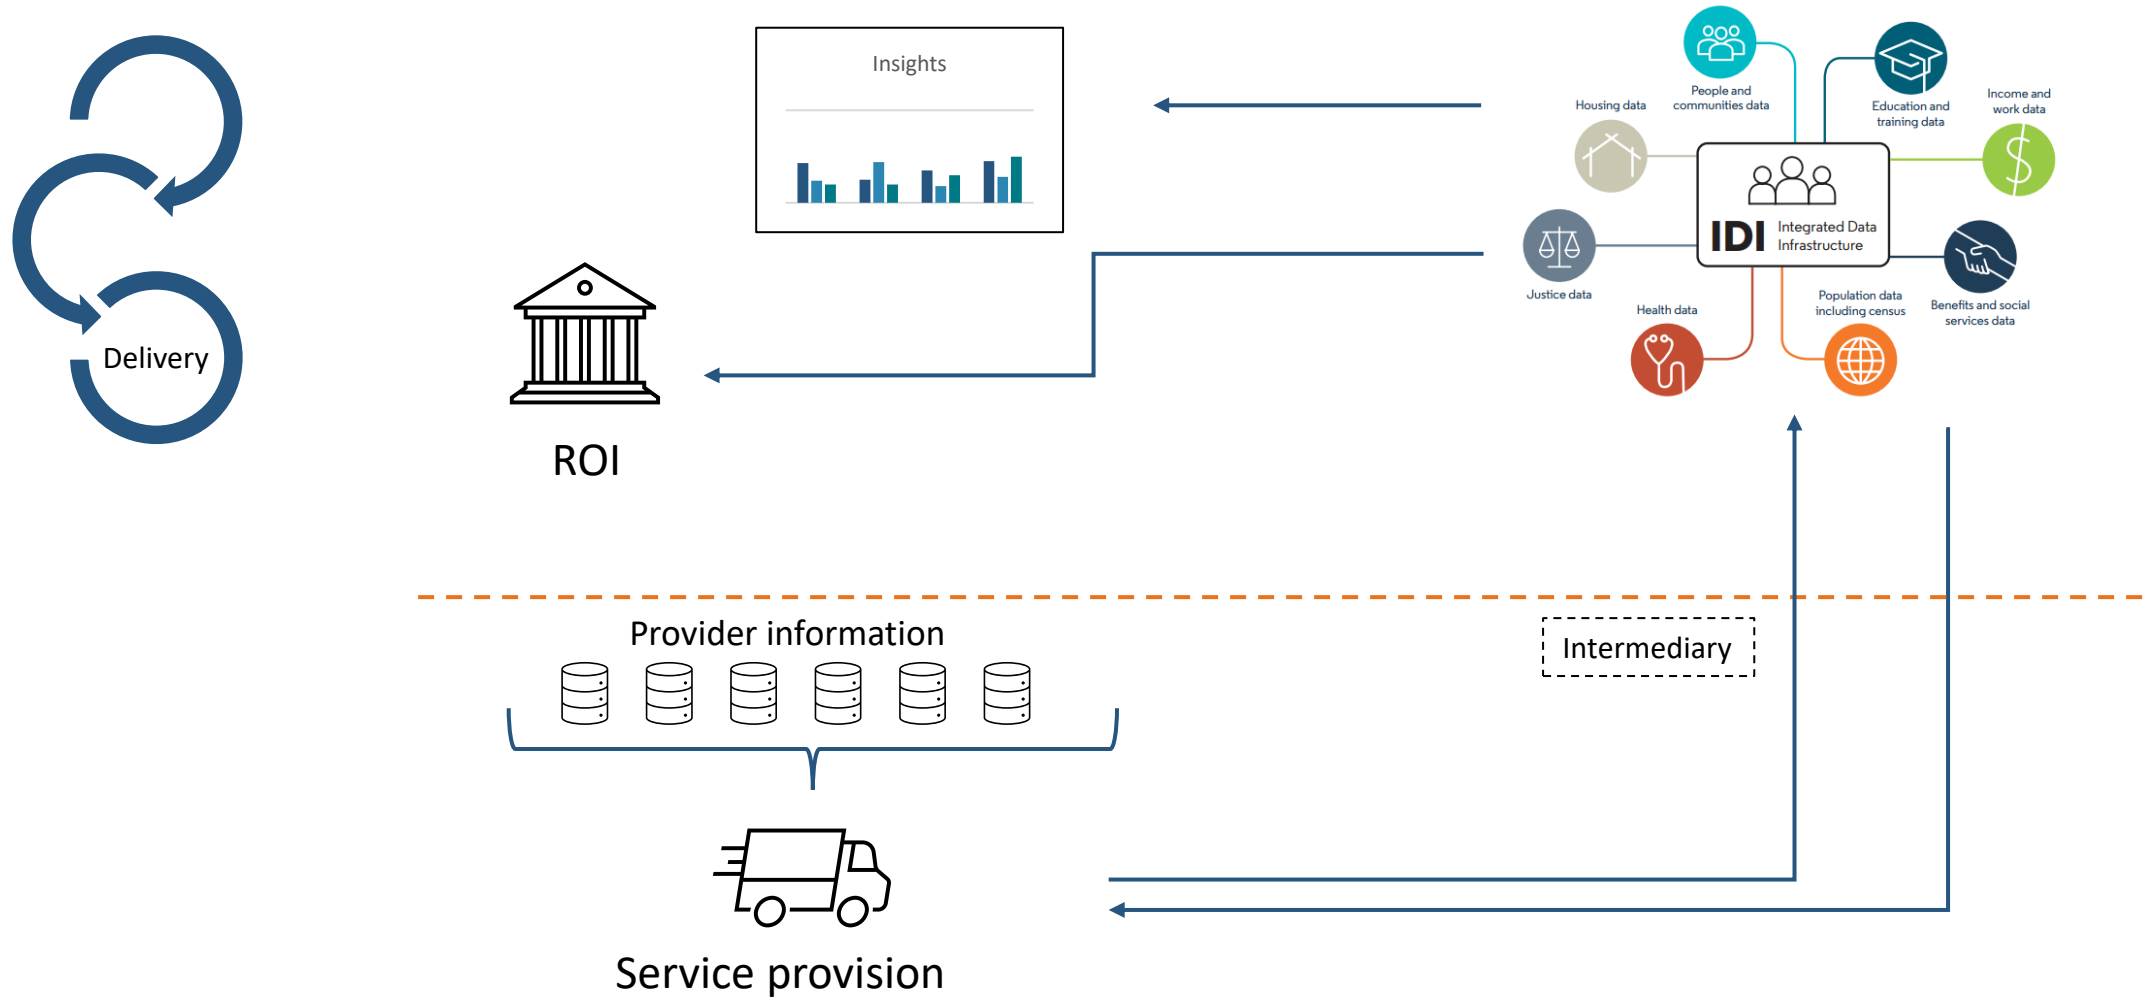 Insights
People and
communities data
Education and
training data
Income and
work data
Housing data
IDI
Integrated Data
Infrastructure
Justice data
Health data
Population data
including census
Benefits and social
services data
Delivery
ROI
Provider information
Intermediary
Service provision